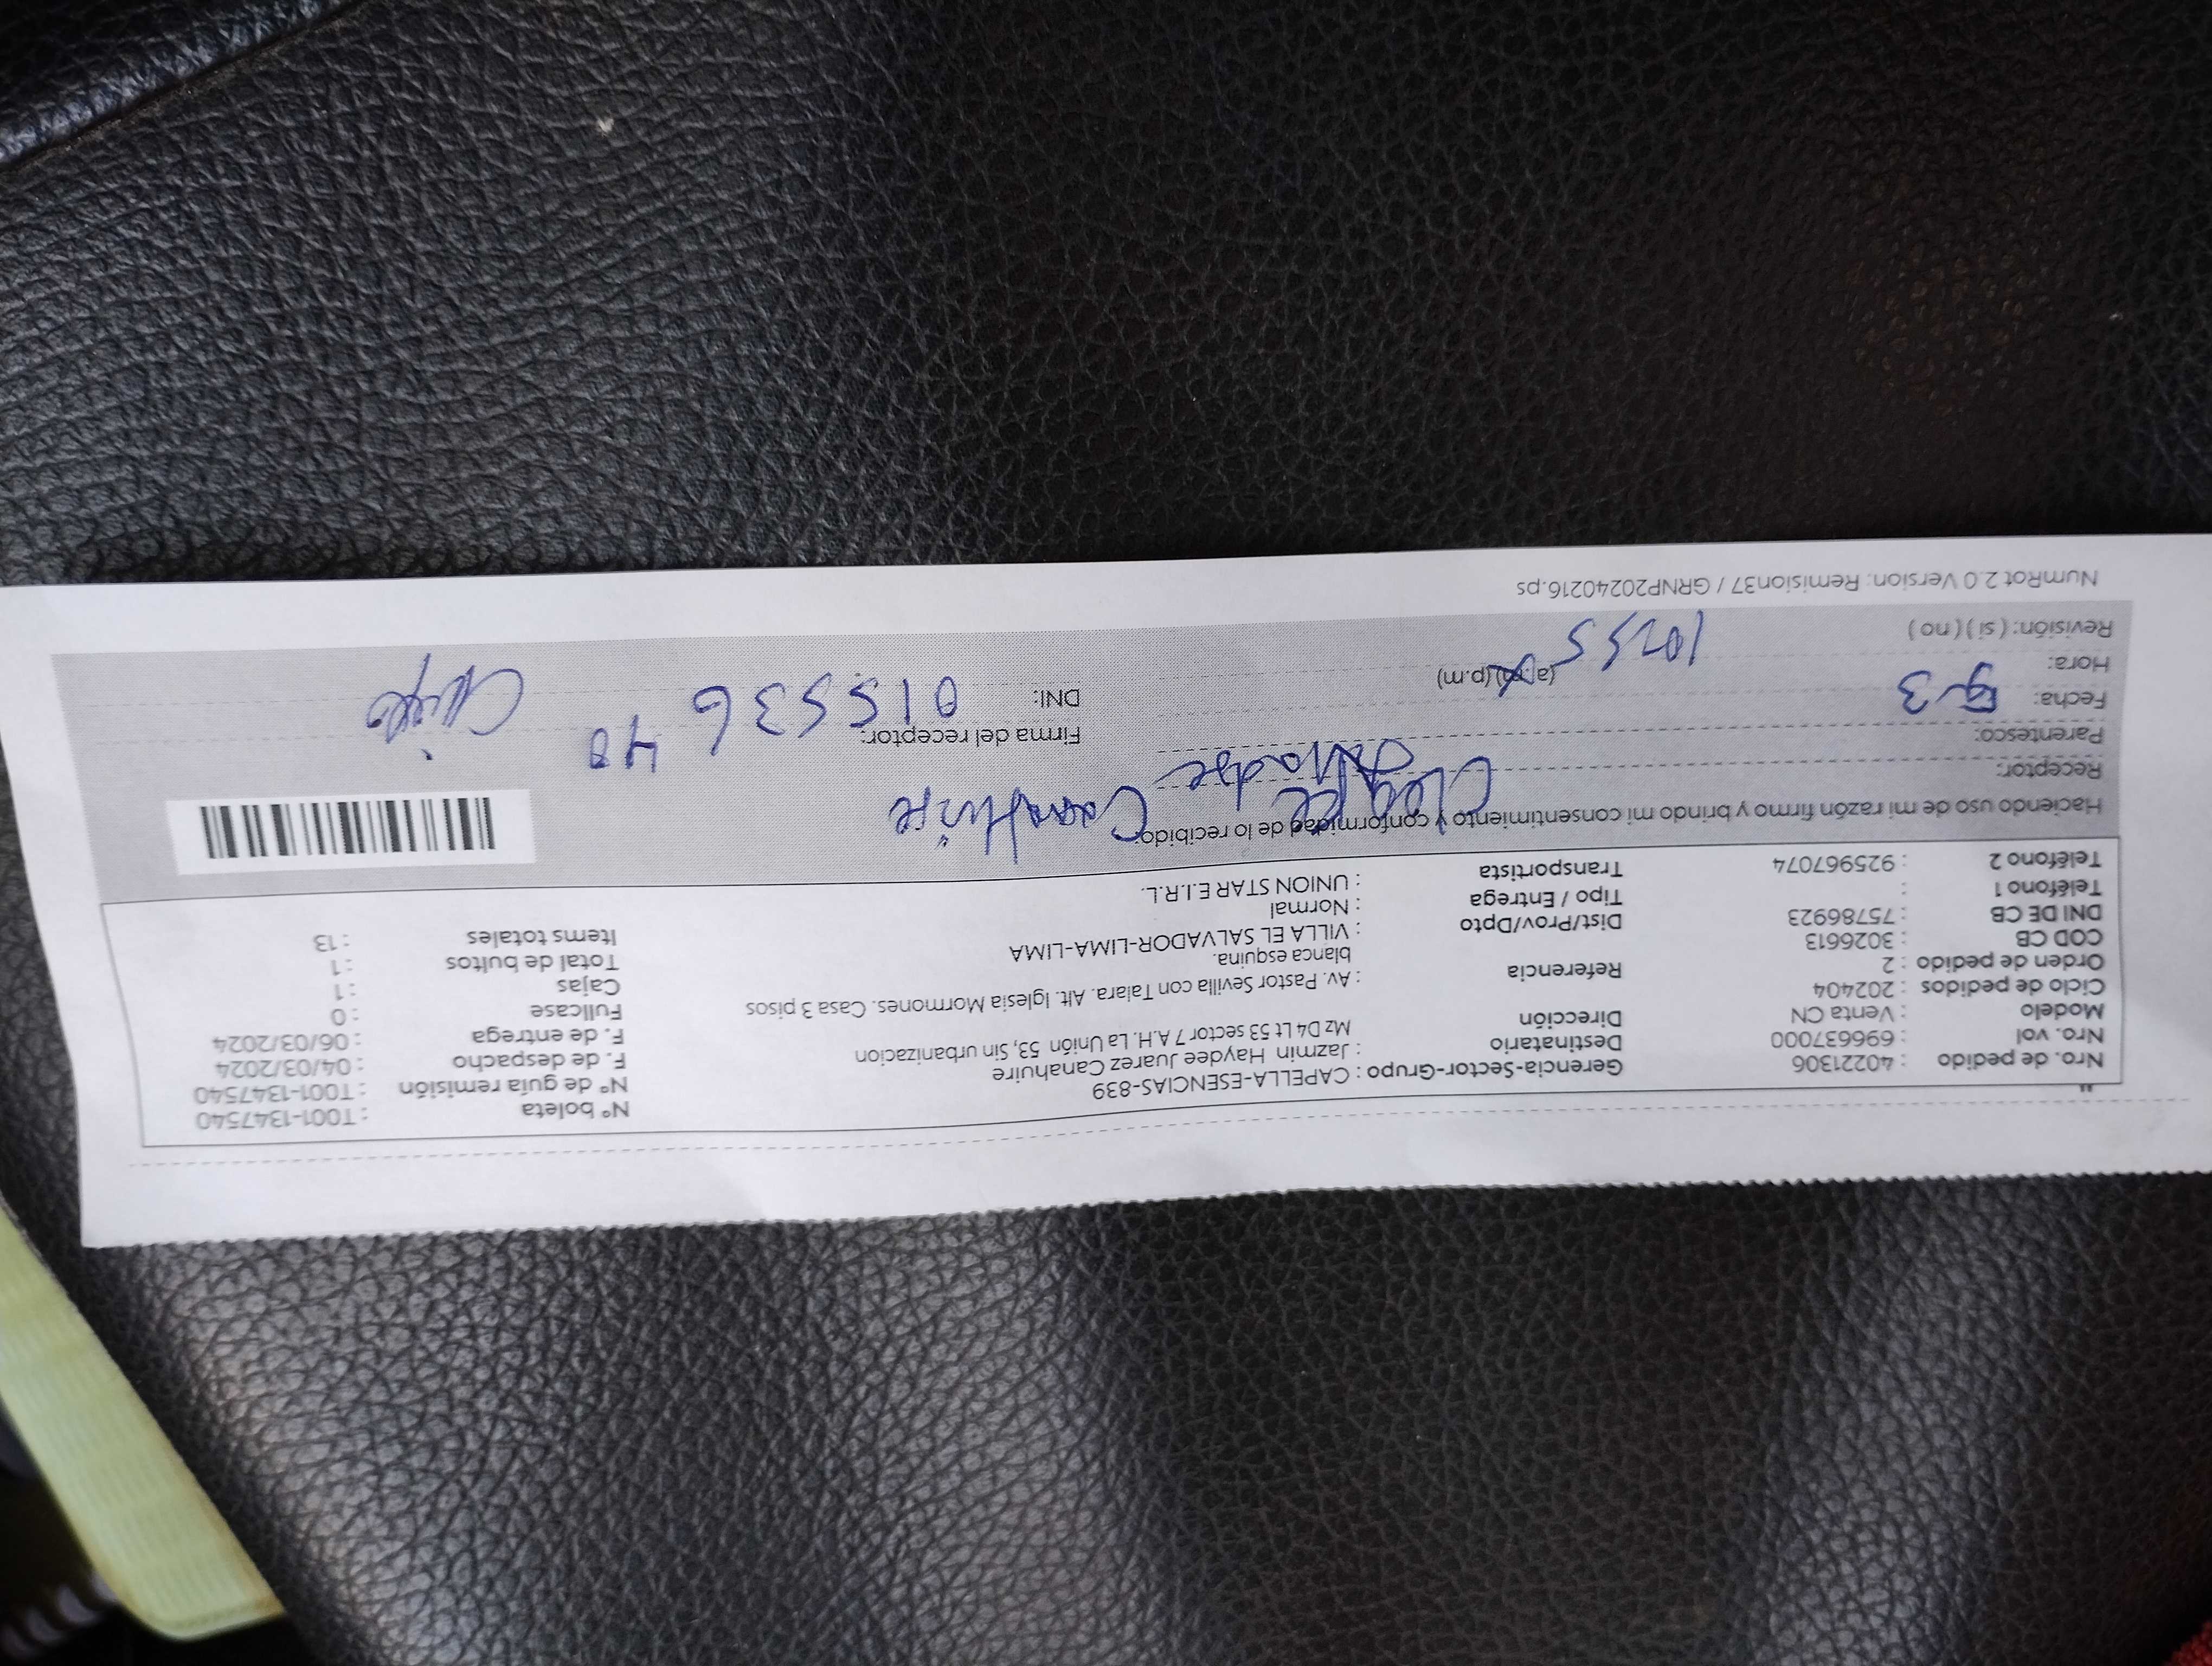 Nro. de pedido : 40221306 Gerencia-Sector-Grupo : CAPELLA-ESENCIAS-839 N° boleta : T001-1347540
Nro. vol : 696637000 Destinatario : Jazmin Haydee Juarez Canahuire N° de guía remisión : T001-1347540
Modelo : Venta CN Dirección Mz D4 Lt 53 sector 7 A.H. La Unión 53, Sin urbanizacion F. de despacho : 04/03/2024
Ciclo de pedidos : 202404 F. de entrega : 06/03/2024
Orden de pedido : 2 Referencia : Av. Pastor Sevilla con Talara. Alt. Iglesia Mormones. Casa 3 pisos Fullcase : 0
COD CB : 3026613 blanca esquina. Cajas : 1
DNI DE CB : 75786923 Dist/Prov/Dpto : VILLA EL SALVADOR-LIMA-LIMA Total de bultos : 1
Teléfono 1 : Tipo / Entrega : Normal Items totales : 13
Teléfono 2 : 925967074 Transportista : UNION STAR E.I.R.L.
Haciendo uso de mi razón firmo y brindo mi consentimiento y conformidad de lo recibido:
Receptor:
Parentesco: Madre Firma del receptor:
Fecha: 5-3 DNI: 01553640
Hora: 10:55 (a.m) (p.m)
Revisión: ( si ) ( no )
NumRot 2.0 Version: Remision37 / GRNP20240216.ps